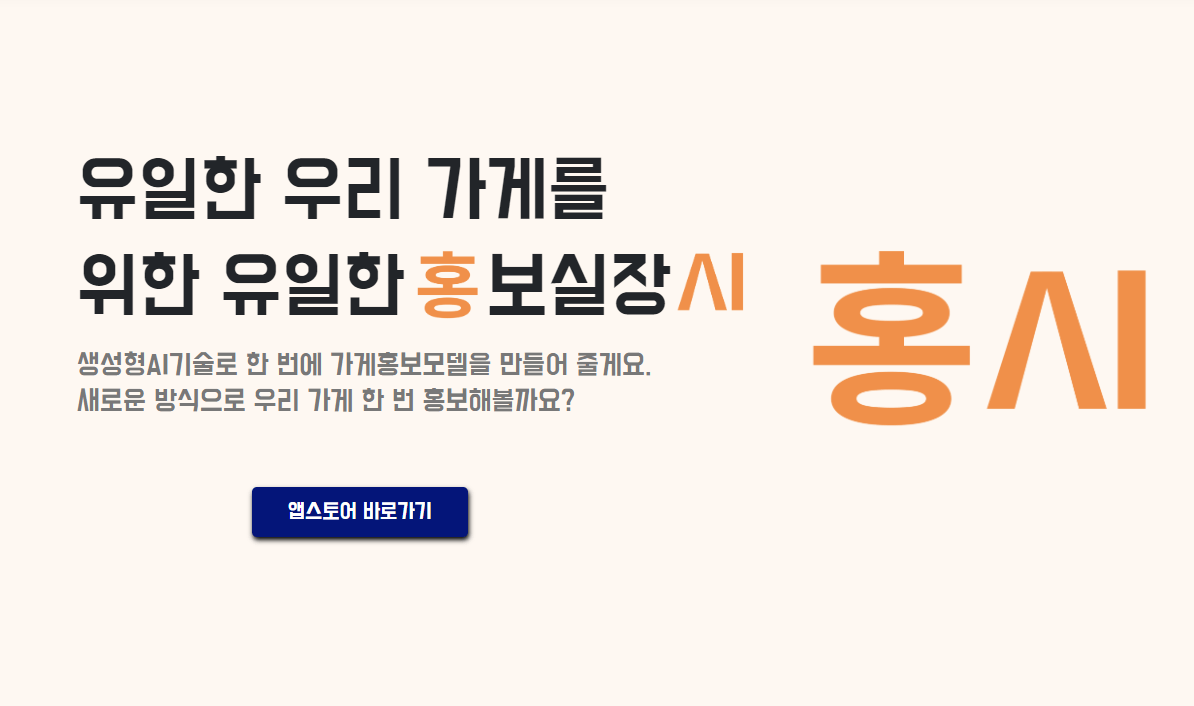 유일한 우리 가게를
위한 유일한 홍보실장 AI
생성형AI기술로 한 번에 가게홍보모델을 만들어 줄게요.
새로운 방식으로 우리 가게 한 번 홍보해볼까요?
앱스토어 바로가기
홍AI